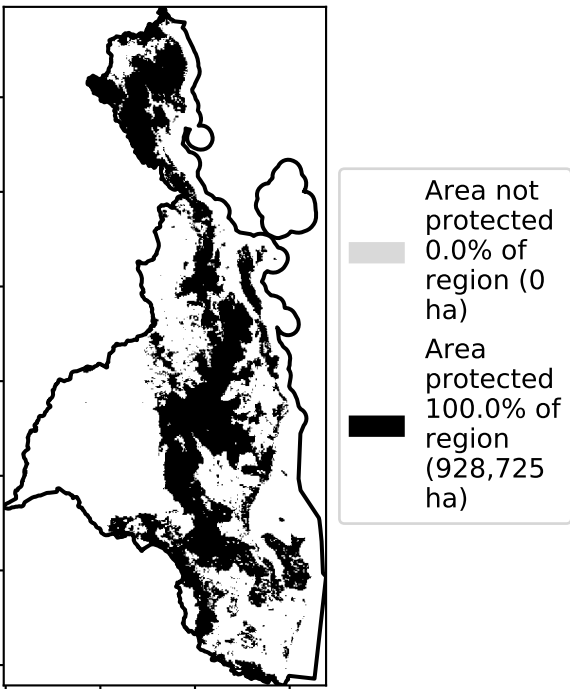 Area not
protected
0.0% of
region (0
ha)
Area
protected
100.0% of
region
(928,725
ha)